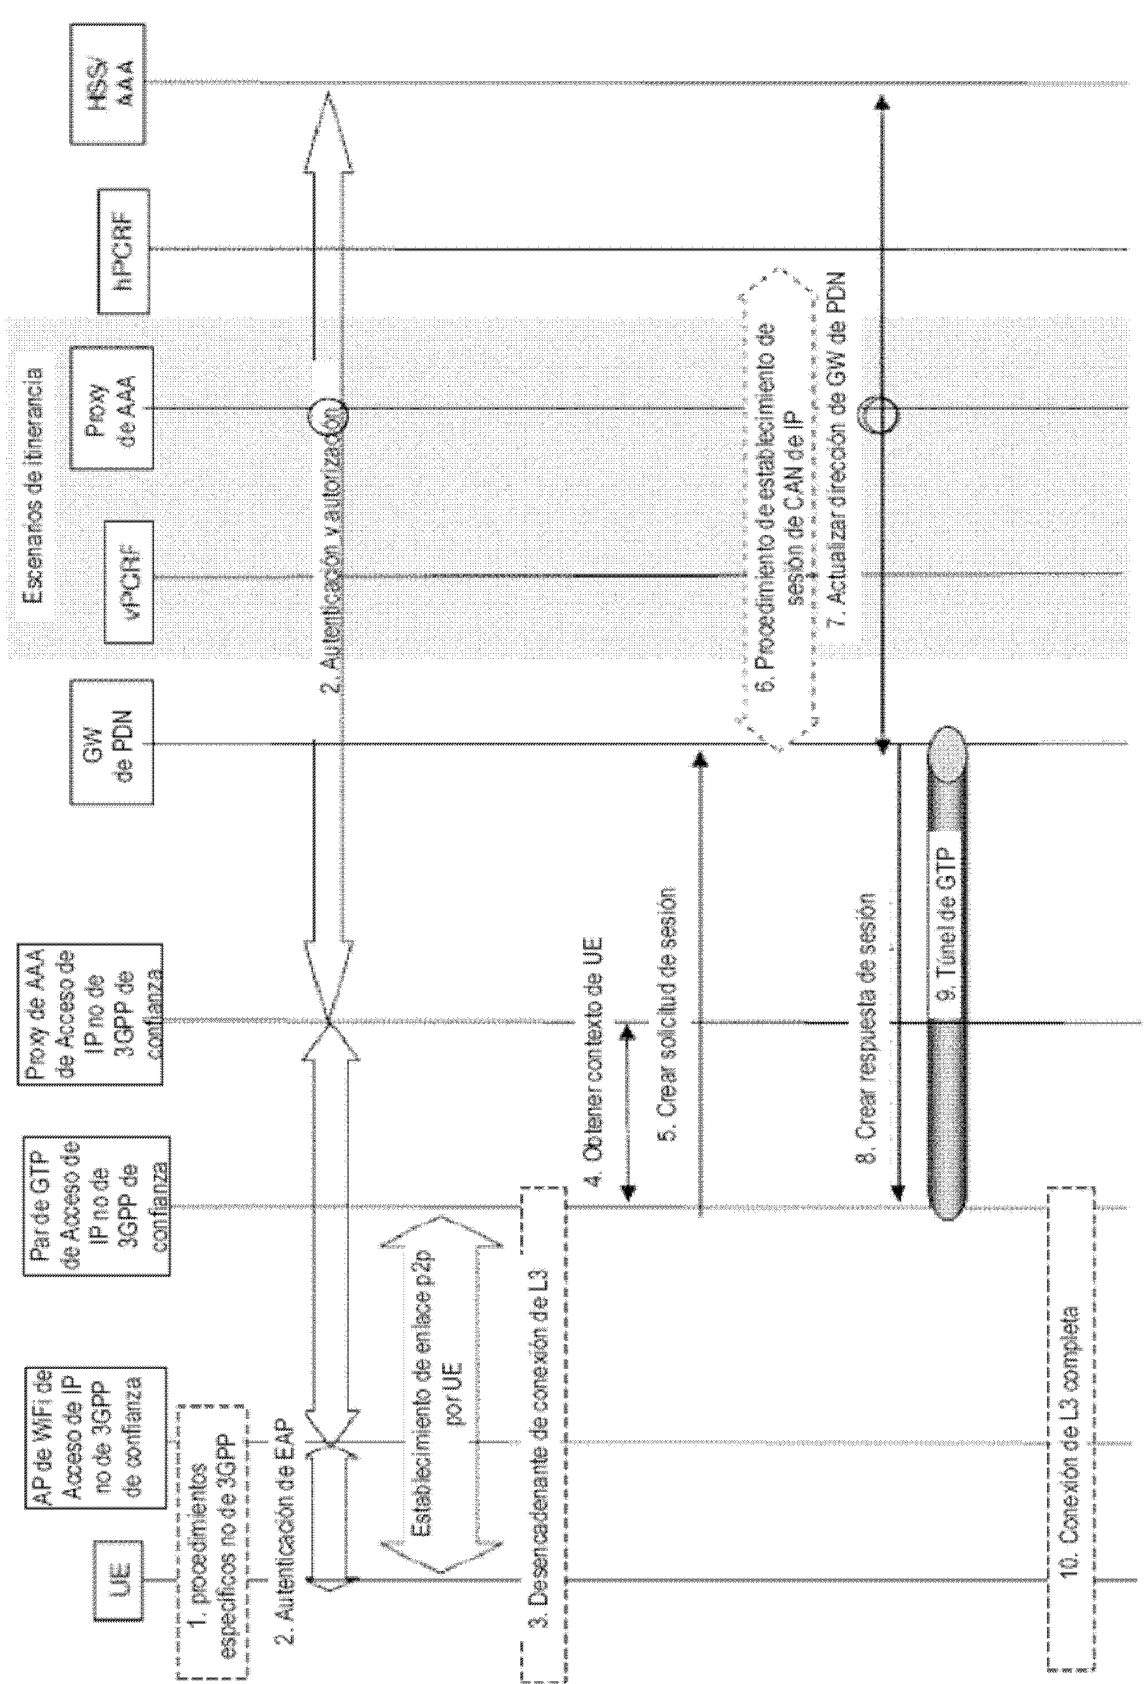 Escenarios de itinerancia
UE
AP de WiFi de
Acceso de IP
no de 3GPP
de confianza
Par de GTP
de Acceso de
IP no de
3GPP de
confianza
Proxy de AAA
de Acceso de
IP no de
3GPP de
confianza
GW
de PDN
vPCRF
Proxy
de AAA
hPCRF
HSS/
AAA
1. procedimientos
específicos no de 3GPP
2. Autenticación de EAP
2. Autenticación y autorización
Establecimiento de enlace p2p
por UE
3. Desencadenante de conexión de L3
4. Obtener contexto de UE
5. Crear solicitud de sesión
6. Procedimiento de establecimiento de
sesión de CAN de IP
7. Actualizar dirección de GW de PDN
8. Crear respuesta de sesión
9. Túnel de GTP
10. Conexión de L3 completa